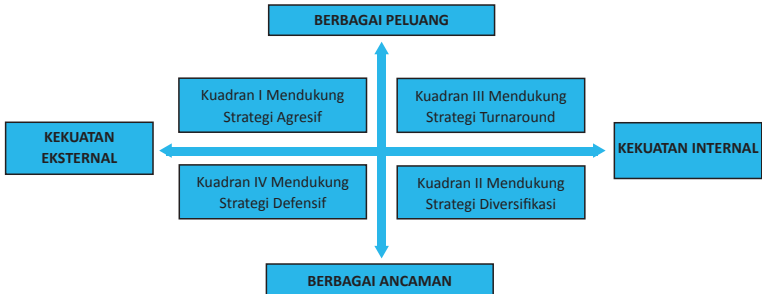 BERBAGAI PELUANG
Kuadran I Mendukung
Strategi Agresif
Kuadran III Mendukung
Strategi Turnaround
KEKUATAN
EKSTERNAL
KEKUATAN INTERNAL
Kuadran IV Mendukung
Strategi Defensif
Kuadran II Mendukung
Strategi Diversifikasi
BERBAGAI ANCAMAN